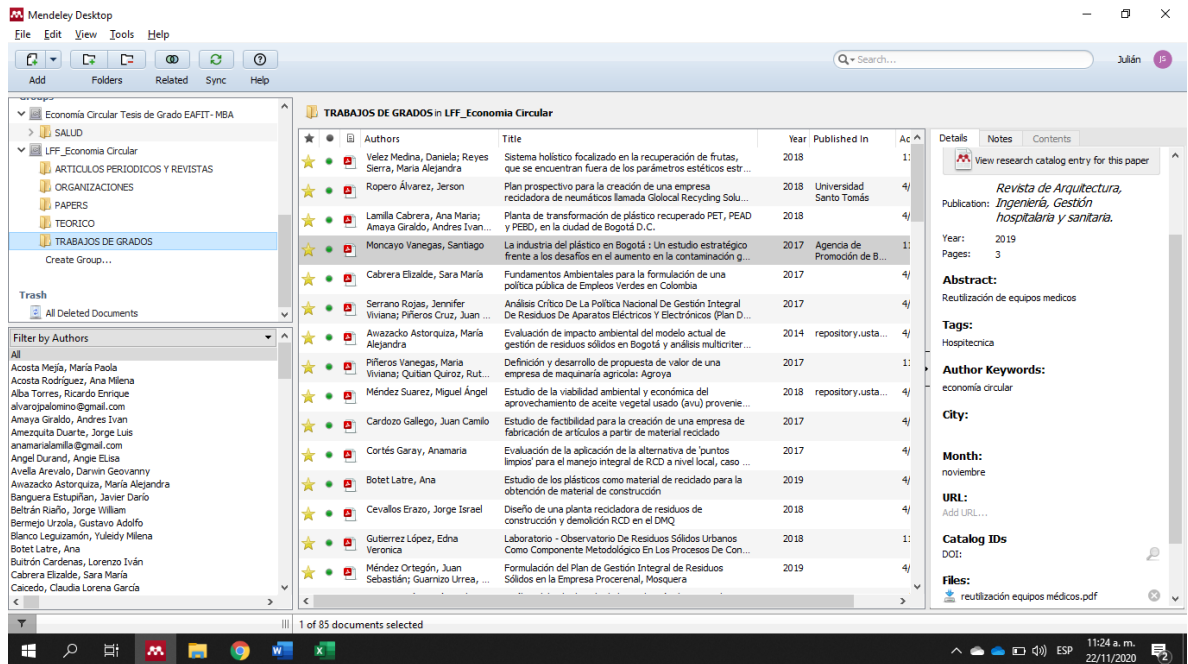 Mendeley Desktop
File Edit View Tools Help
Add Folders Related Sync Help
Search...
Julián JS
Economía Circular Tesis de Grado EAFIT- MBA
SALUD
LFF_Economia Circular
ARTICULOS PERIODICOS Y REVISTAS
ORGANIZACIONES
PAPERS
TEORICO
TRABAJOS DE GRADOS
Create Group...
Trash
All Deleted Documents
Filter by Authors
All
Acosta Mejía, María Paola
Acosta Rodríguez, Ana Milena
Alba Torres, Ricardo Enrique
alvarojpalomino@gmail.com
Amaya Giraldo, Andres Ivan
Amezquita Duarte, Jorge Luis
anamarialamilla@gmail.com
Angel Durand, Angie ELisa
Avella Arevalo, Darwin Geovanny
Awazacko Astorquiza, María Alejandra
Banguera Estupiñan, Javier Darío
Beltrán Riaño, Jorge William
Bermejo Urzola, Gustavo Adolfo
Blanco Leguizamón, Yuleidy Milena
Botet Latre, Ana
Buitrón Cardenas, Lorenzo Iván
Cabrera Elizalde, Sara María
Caicedo, Claudia Lorena García
TRABAJOS DE GRADOS in LFF_Economia Circular
Authors Title Year Published In Ac
Velez Medina, Daniela; Reyes Sistema holístico focalizado en la recuperación de frutas, 2018 11
Sierra, Maria Alejandra que se encuentran fuera de los parámetros estéticos estr...
Ropero Álvarez, Jerson Plan prospectivo para la creación de una empresa 2018 Universidad 4/
recicladora de neumáticos llamada Glolocal Recyding Solu... Santo Tomás
Lamilla Cabrera, Ana Maria; Planta de transformación de plástico recuperado PET, PEAD 2018 4/
Amaya Giraldo, Andres Ivan... y PEBD, en la ciudad de Bogotá D.C.
Moncayo Vanegas, Santiago La industria del plástico en Bogotá : Un estudio estratégico 2017 Agencia de 11
frente a los desafíos en el aumento en la contaminación g... Promoción de B...
Cabrera Elizalde, Sara María Fundamentos Ambientales para la formulación de una 2017 4/
política pública de Empleos Verdes en Colombia
Serrano Rojas, Jennifer Análisis Crítico De La Política Nacional De Gestión Integral 2017 4/
Viviana; Piñeros Cruz, Juan ... De Residuos De Aparatos Eléctricos Y Electrónicos (Plan D...
Awazacko Astorquiza, María Evaluación de impacto ambiental del modelo actual de 2014 repository.usta... 4/
Alejandra gestión de residuos sólidos en Bogotá y análisis multicriter...
Piñeros Vanegas, Maria Definición y desarrollo de propuesta de valor de una 2017 11
Viviana; Quitian Quiroz, Rut... empresa de maquinaría agricola: Agroya
Méndez Suarez, Miguel Ángel Estudio de la viabilidad ambiental y económica del 2018 repository.usta... 4/
aprovechamiento de aceite vegetal usado (avu) provenie...
Cardozo Gallego, Juan Camilo Estudio de factibilidad para la creación de una empresa de 2017 4/
fabricación de artículos a partir de material reciclado
Cortés Garay, Anamaria Evaluación de la aplicación de la alternativa de 'puntos 2017 4/
limpios' para el manejo integral de RCD a nivel local, caso ...
Botet Latre, Ana Estudio de los plásticos como material de reciclado para la 2019 4/
obtención de material de construcción
Cevallos Erazo, Jorge Israel Diseño de una planta recicladora de residuos de 2018 4/
construcción y demolición RCD en el DMQ
Gutierrez López, Edna Laboratorio - Observatorio De Residuos Sólidos Urbanos 2018 11
Veronica Como Componente Metodológico En Los Procesos De Con...
Méndez Ortegón, Juan Formulación del Plan de Gestión Integral de Residuos 2019 4/
Sebastián; Guarnizo Urrea, ... Sólidos en la Empresa Procerenal, Mosquera
Details Notes Contents
View research catalog entry for this paper
Publication: Revista de Arquitectura,
Ingeniería, Gestión
hospitalaria y sanitaria.
Year: 2019
Pages: 3
Abstract:
Reutilización de equipos medicos
Tags:
Hospitecnica
Author Keywords:
economía circular
City:
Month:
noviembre
URL:
Add URL...
Catalog IDs
DOI:
Files:
reutilización equipos médicos.pdf
1 of 85 documents selected
ESP
11:24 a. m.
22/11/2020
2